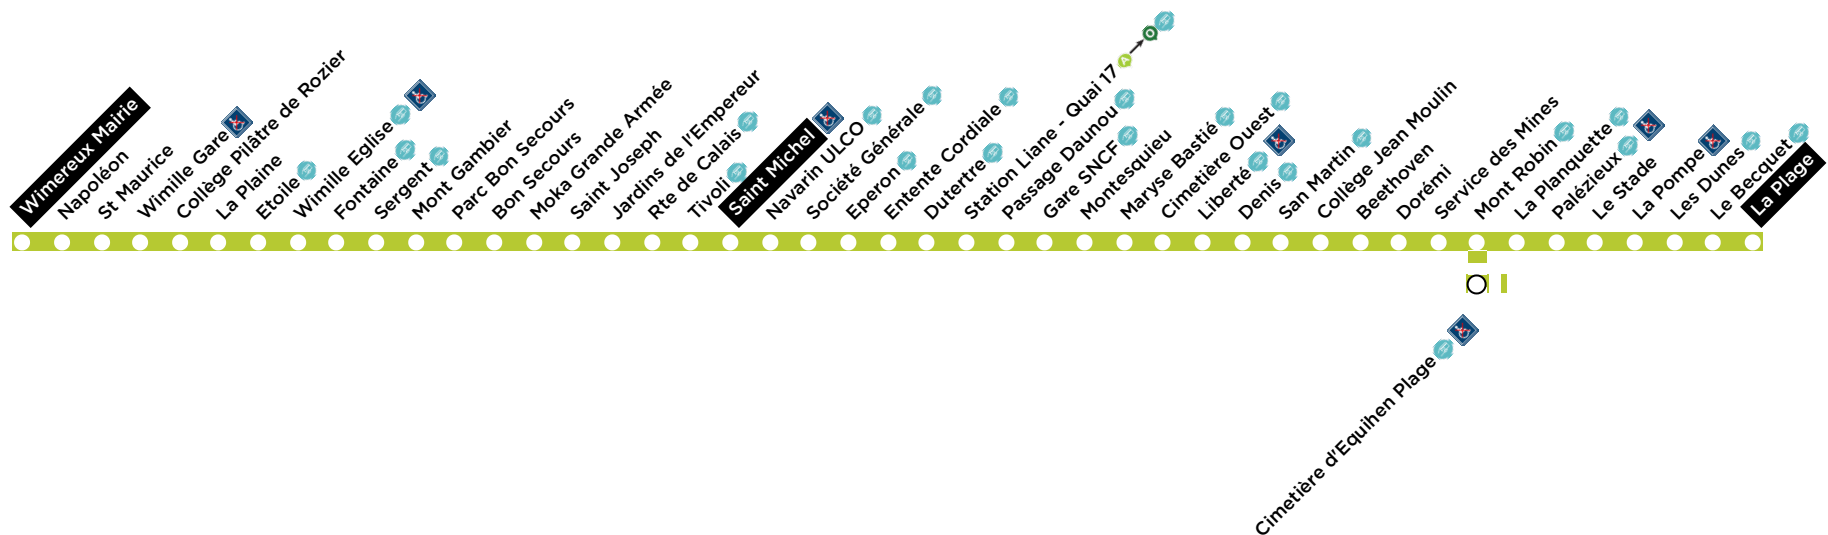 Wimereux Mairie
Napoléon
St Maurice
Wimille Gare
Collège Pilâtre de Rozier
La Plaine
Etoile
Wimille Eglise
Fontaine
Sergent
Mont Gambier
Parc Bon Secours
Bon Secours
Moka Grande Armée
Saint Joseph
Jardins de l'Empereur
Rte de Calais
Tivoli
Saint Michel
Navarin ULCO
Société Générale
Eperon
Entente Cordiale
Dutertre
Station Liane - Quai 17
A
Passage Daunou
Gare SNCF
Montesquieu
Maryse Bastié
Cimetière Ouest
Liberté
Denis
San Martin
Collège Jean Moulin
Beethoven
Dorémi
Service des Mines
Mont Robin
La Planquette
Palézieux
Le Stade
La Pompe
Les Dunes
Le Becquet
La Plage
Cimetière d'Equihen Plage